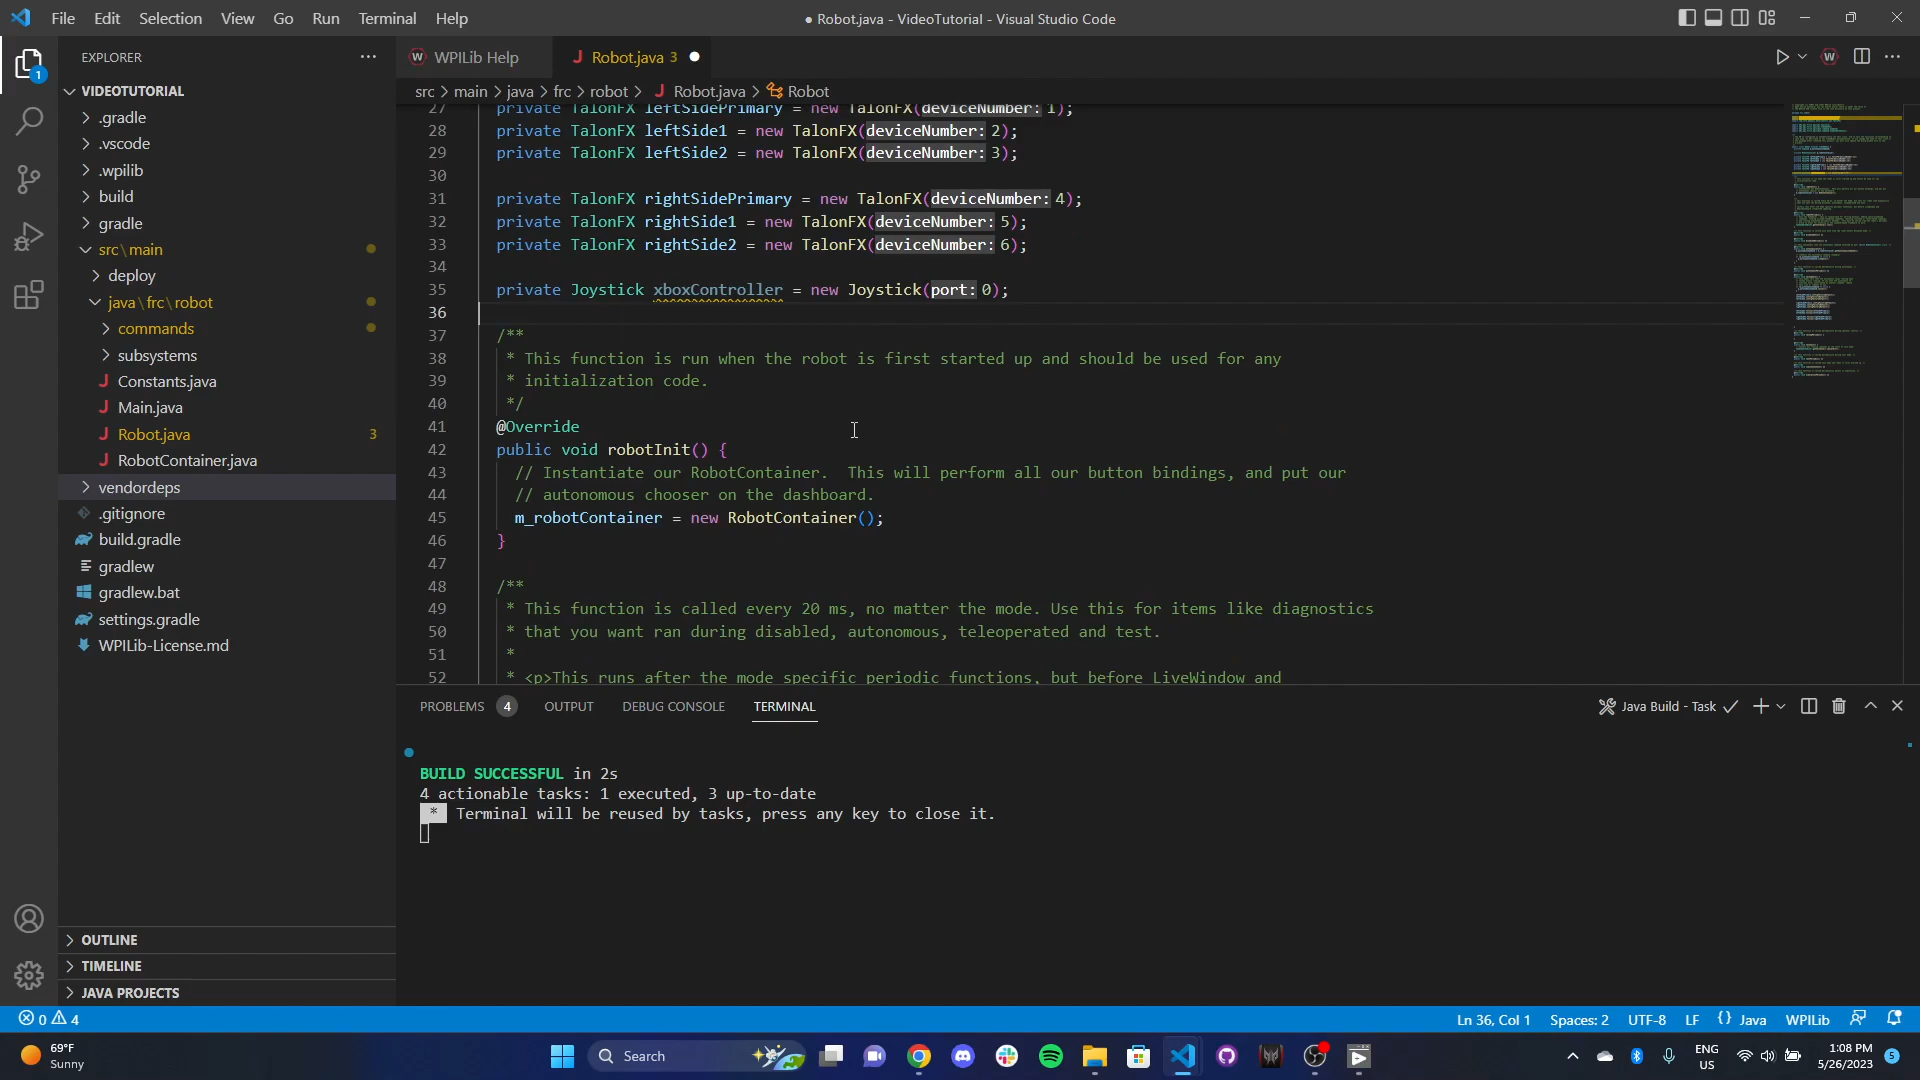 File Edit Selection View Go Run Terminal Help
● Robot.java - VideoTutorial - Visual Studio Code
EXPLORER
WPILib Help
Robot.java 3
VIDEOTUTORIAL
.gradle
.vscode
.wpilib
build
gradle
src\main
deploy
java\frc\robot
commands
subsystems
Constants.java
Main.java
Robot.java 3
RobotContainer.java
vendordeps
.gitignore
build.gradle
gradlew
gradlew.bat
settings.gradle
WPILib-License.md
OUTLINE
TIMELINE
JAVA PROJECTS
src > main > java > frc > robot > Robot.java > Robot
27 private TalonFX leftSidePrimary = new TalonFX(deviceNumber: 1);
28 private TalonFX leftSide1 = new TalonFX(deviceNumber: 2);
29 private TalonFX leftSide2 = new TalonFX(deviceNumber: 3);
30
31 private TalonFX rightSidePrimary = new TalonFX(deviceNumber: 4);
32 private TalonFX rightSide1 = new TalonFX(deviceNumber: 5);
33 private TalonFX rightSide2 = new TalonFX(deviceNumber: 6);
34
35 private Joystick xboxController = new Joystick(port: 0);
36
37 /**
38 * This function is run when the robot is first started up and should be used for any
39 * initialization code.
40 */
41 @Override
42 public void robotInit() {
43 // Instantiate our RobotContainer.  This will perform all our button bindings, and put our
44 // autonomous chooser on the dashboard.
45 m_robotContainer = new RobotContainer();
46 }
47
48 /**
49 * This function is called every 20 ms, no matter the mode. Use this for items like diagnostics
50 * that you want ran during disabled, autonomous, teleoperated and test.
51 *
52 * <p>This runs after the mode specific periodic functions, but before LiveWindow and
PROBLEMS 4 OUTPUT DEBUG CONSOLE TERMINAL
Java Build - Task
BUILD SUCCESSFUL in 2s
4 actionable tasks: 1 executed, 3 up-to-date
* Terminal will be reused by tasks, press any key to close it.
0 4
Ln 36, Col 1 Spaces: 2 UTF-8 LF {} Java WPILib
69°F
Sunny
Search
ENG
US
1:08 PM
5/26/2023
5
1